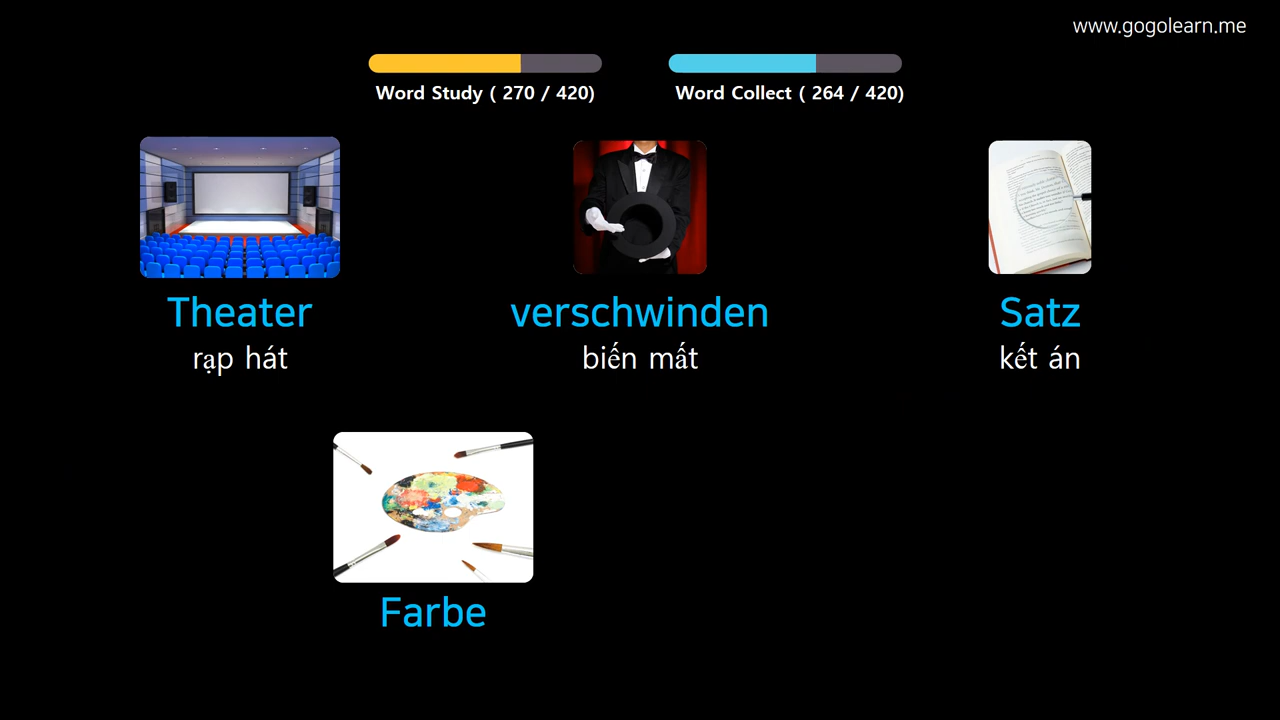 www.gogolearn.me
Word Study ( 270 / 420)
Word Collect ( 264 / 420)
Theater
rạp hát
verschwinden
biến mất
Satz
kết án
Farbe